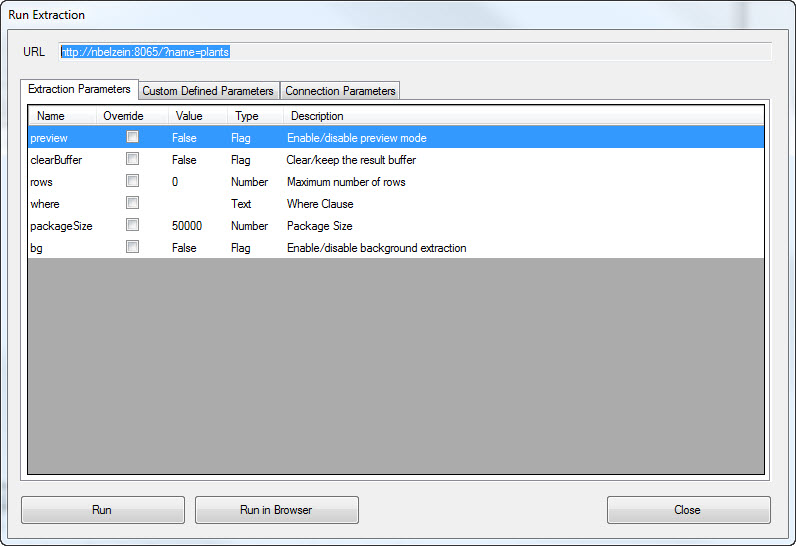 Run Extraction
URL http://nbelzein:8065/?name=plants
Extraction Parameters Custom Defined Parameters Connection Parameters
Name Override Value Type Description
preview False Flag Enable/disable preview mode
clearBuffer False Flag Clear/keep the result buffer
rows 0 Number Maximum number of rows
where Text Where Clause
packageSize 50000 Number Package Size
bg False Flag Enable/disable background extraction
Run Run in Browser Close